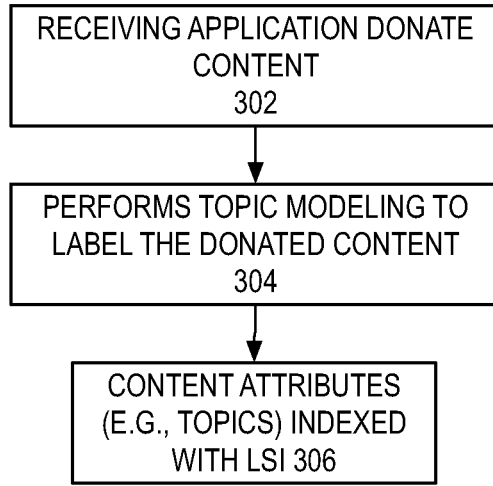 RECEIVING APPLICATION DONATE
CONTENT
302
PERFORMS TOPIC MODELING TO
LABEL THE DONATED CONTENT
304
CONTENT ATTRIBUTES
(E.G., TOPICS) INDEXED
WITH LSI 306